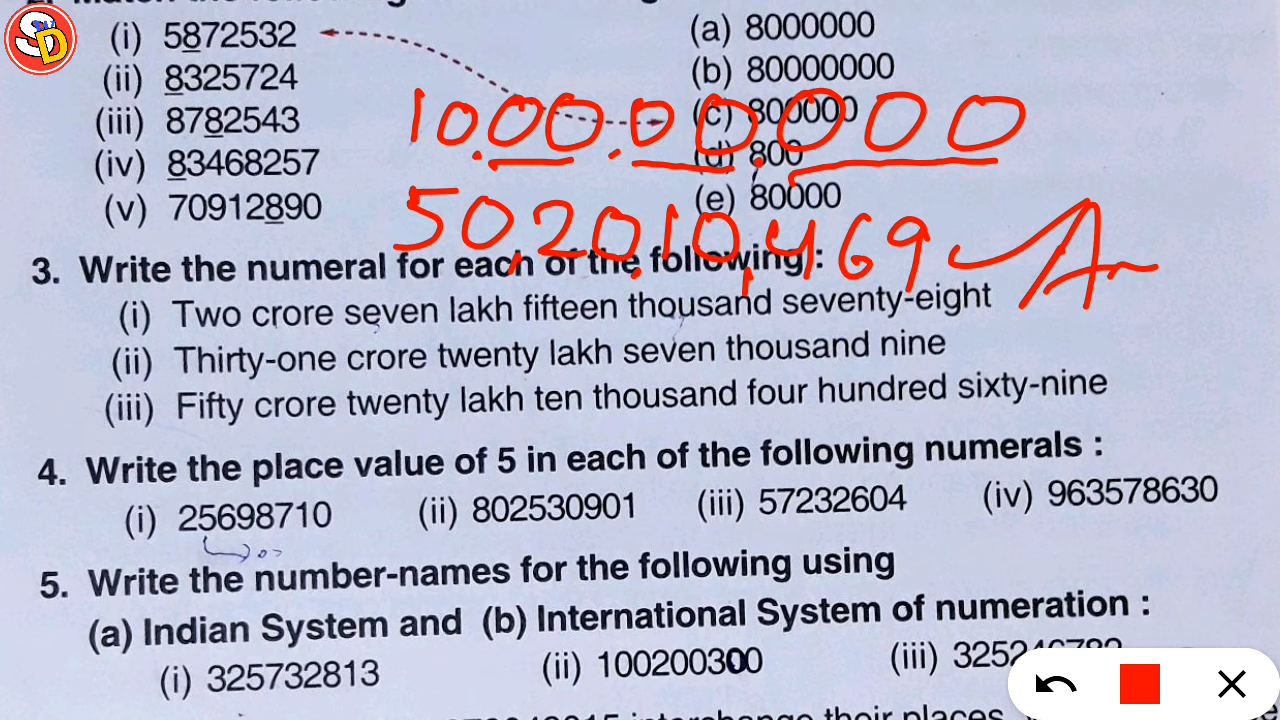 SD
(i) 5872532 (a) 8000000
(ii) 8325724 (b) 80000000
(iii) 8782543 (c) 800000
10,00,00,000
(iv) 83468257 (d) 800
(v) 70912890 (e) 80000
50,20,10,469
3. Write the numeral for each of the following :
(i) Two crore seven lakh fifteen thousand seventy-eight
(ii) Thirty-one crore twenty lakh seven thousand nine
(iii) Fifty crore twenty lakh ten thousand four hundred sixty-nine
4. Write the place value of 5 in each of the following numerals :
(i) 25698710 (ii) 802530901 (iii) 57232604 (iv) 963578630
5. Write the number-names for the following using
(a) Indian System and (b) International System of numeration :
(i) 325732813 (ii) 100200300 (iii)
interchange their places